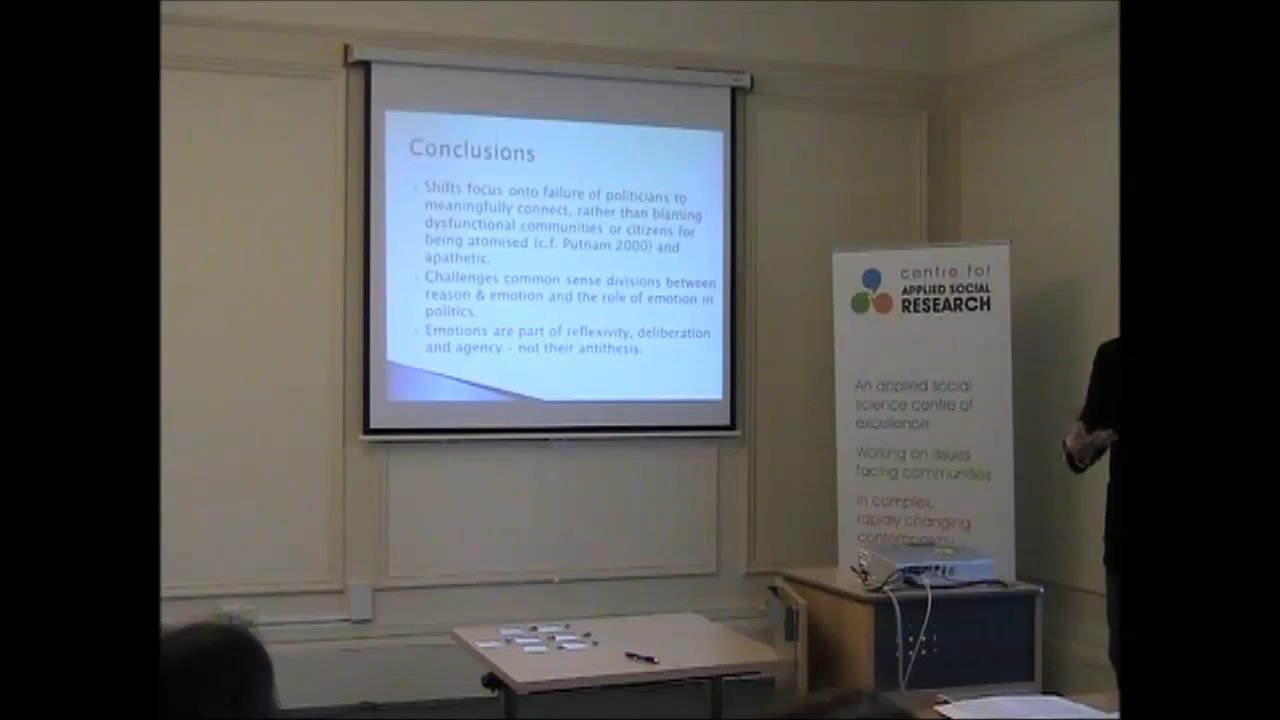 Conclusions
Shifts focus onto failure of politicians to
meaningfully connect, rather than blaming
dysfunctional communities or citizens for
being atomised (c.f. Putnam 2000) and
apathetic.
Challenges common sense divisions between
reason & emotion and the role of emotion in
politics.
Emotions are part of reflexivity, deliberation
and agency – not their antithesis.
centre for
APPLIED SOCIAL
RESEARCH
An applied social
science centre of
excellence
Working on issues
facing communities
In complex,
rapidly changing
contemporary